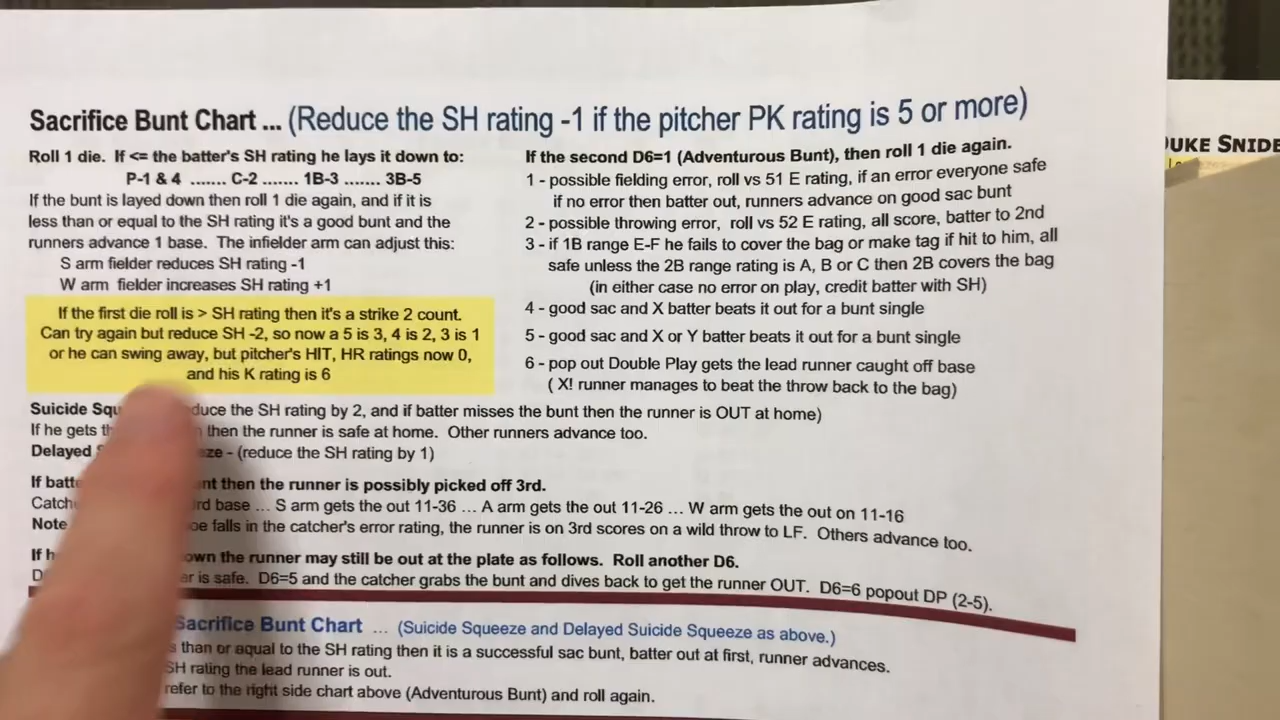 Sacrifice Bunt Chart ... (Reduce the SH rating -1 if the pitcher PK rating is 5 or more)
Roll 1 die. If <= the batter's SH rating he lays it down to:
P-1 & 4 ....... C-2 ....... 1B-3 ....... 3B-5
If the bunt is layed down then roll 1 die again, and if it is
less than or equal to the SH rating it's a good bunt and the
runners advance 1 base. The infielder arm can adjust this:
S arm fielder reduces SH rating -1
W arm fielder increases SH rating +1
If the first die roll is > SH rating then it's a strike 2 count.
Can try again but reduce SH -2, so now a 5 is 3, 4 is 2, 3 is 1
or he can swing away, but pitcher's HIT, HR ratings now 0,
and his K rating is 6
If the second D6=1 (Adventurous Bunt), then roll 1 die again.
1 - possible fielding error, roll vs 51 E rating, if an error everyone safe
if no error then batter out, runners advance on good sac bunt
2 - possible throwing error, roll vs 52 E rating, all score, batter to 2nd
3 - if 1B range E-F he fails to cover the bag or make tag if hit to him, all
safe unless the 2B range rating is A, B or C then 2B covers the bag
(in either case no error on play, credit batter with SH)
4 - good sac and X batter beats it out for a bunt single
5 - good sac and X or Y batter beats it out for a bunt single
6 - pop out Double Play gets the lead runner caught off base
( X! runner manages to beat the throw back to the bag)
Suicide the SH rating by 2, and if batter misses the bunt then the runner is OUT at home)
If he gets then the runner is safe at home. Other runners advance too.
Delayed - (reduce the SH rating by 1)
If then the runner is possibly picked off 3rd.
base ... S arm gets the out 11-36 ... A arm gets the out 11-26 ... W arm gets the out on 11-16
Note falls in the catcher's error rating, the runner is on 3rd scores on a wild throw to LF. Others advance too.
If the runner may still be out at the plate as follows. Roll another D6.
is safe. D6=5 and the catcher grabs the bunt and dives back to get the runner OUT. D6=6 popout DP (2-5).
Sacrifice Bunt Chart ... (Suicide Squeeze and Delayed Suicide Squeeze as above.)
than or equal to the SH rating then it is a successful sac bunt, batter out at first, runner advances.
SH rating the lead runner is out.
refer to the right side chart above (Adventurous Bunt) and roll again.
UKE SNIDE